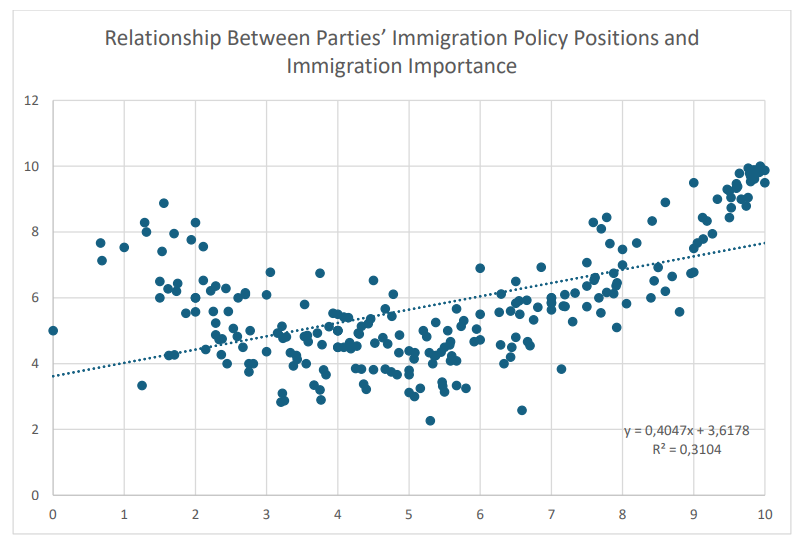 Relationship Between Parties’ Immigration Policy Positions and
Immigration Importance
12
10
8
6
4
2
0
y = 0,4047x + 3,6178
R² = 0,3104
0 1 2 3 4 5 6 7 8 9 10